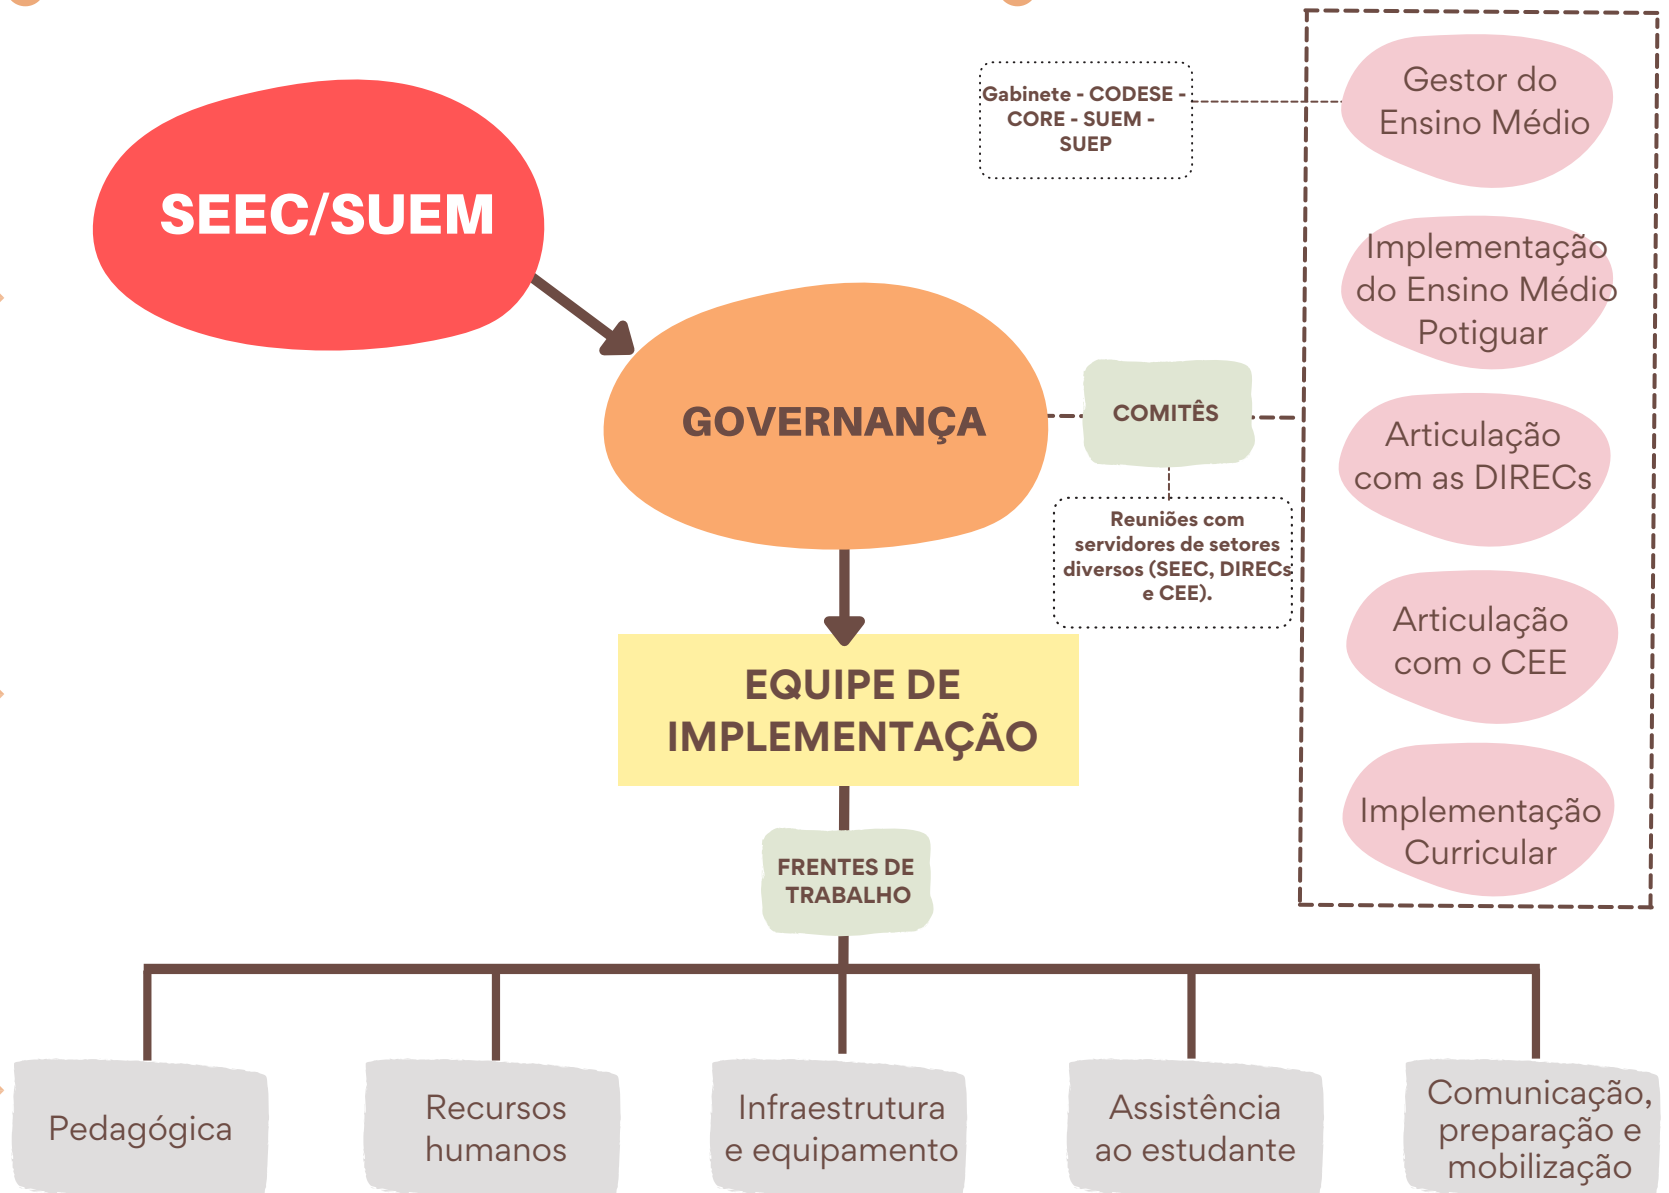 SEEC/SUEM
GOVERNANÇA
COMITÊS
Reuniões com
servidores de setores
diversos (SEEC, DIRECs
e CEE).
Gabinete - CODESE -
CORE - SUEM -
SUEP
Gestor do
Ensino Médio
Implementação
do Ensino Médio
Potiguar
Articulação
com as DIRECs
Articulação
com o CEE
Implementação
Curricular
EQUIPE DE
IMPLEMENTAÇÃO
FRENTES DE
TRABALHO
Pedagógica
Recursos
humanos
Infraestrutura
e equipamento
Assistência
ao estudante
Comunicação,
preparação e
mobilização